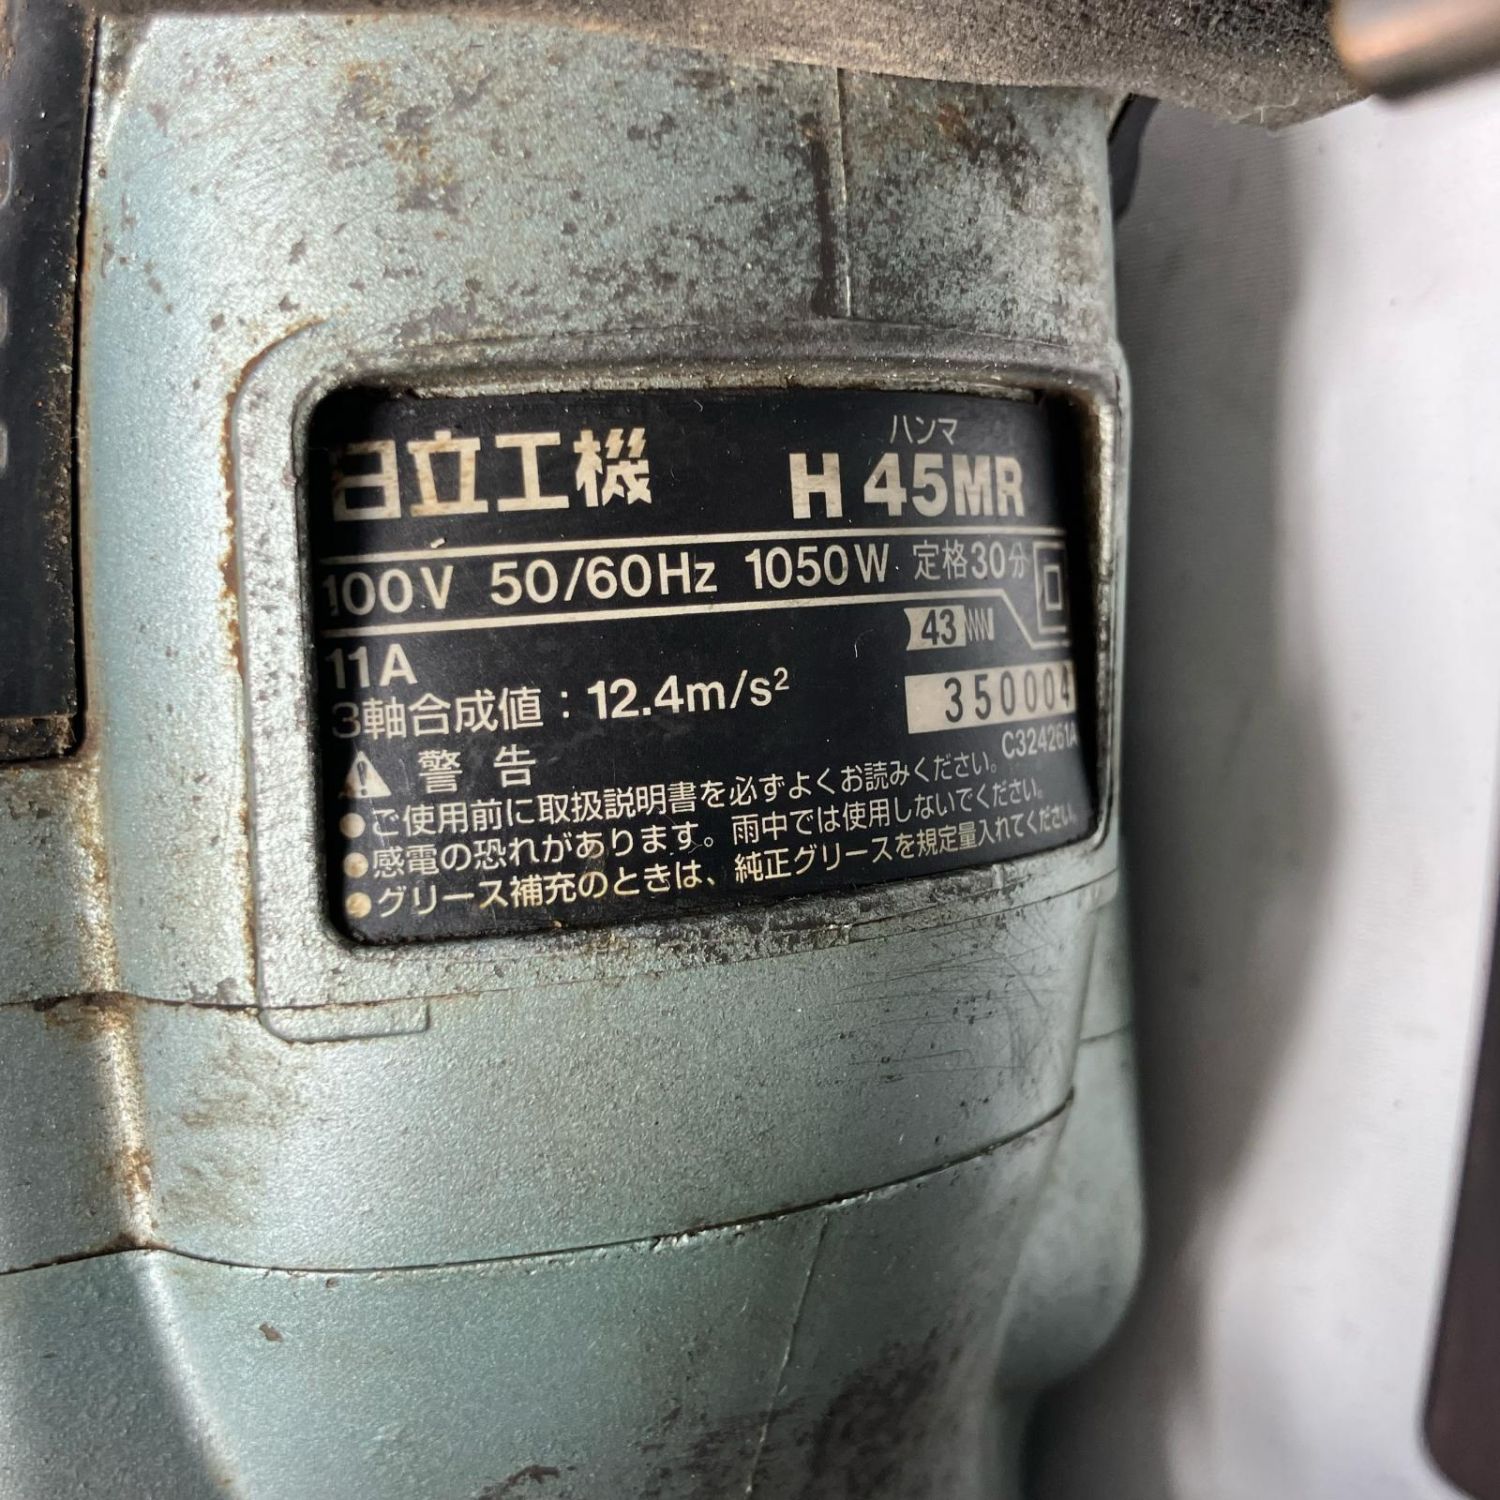 日立工機
ハンマ
H 45MR
100V 50/60Hz 1050W 定格30分
11A
43
3軸合成値：12.4m/s²
350004
C324261A
警告
●ご使用前に取扱説明書を必ずよくお読みください。
●感電の恐れがあります。雨中では使用しないでください。
●グリース補充のときは、純正グリースを規定量入れてください。